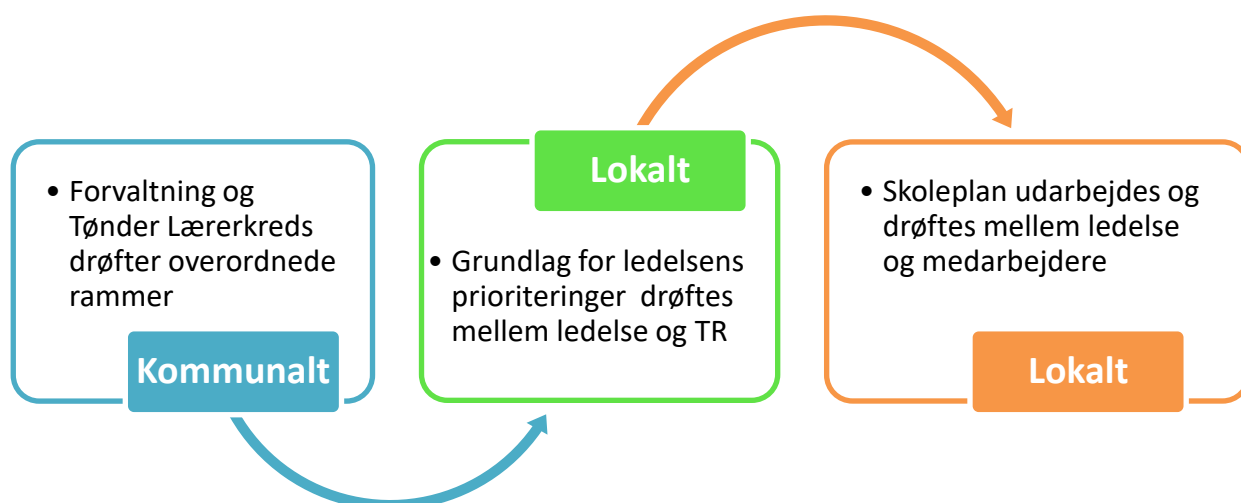 • Forvaltning og
Tønder Lærerkreds
drøfter overordnede
rammer
Kommunalt
Lokalt
• Grundlag for ledelsens
prioriteringer drøftes
mellem ledelse og TR
• Skoleplan udarbejdes og
drøftes mellem ledelse
og medarbejdere
Lokalt